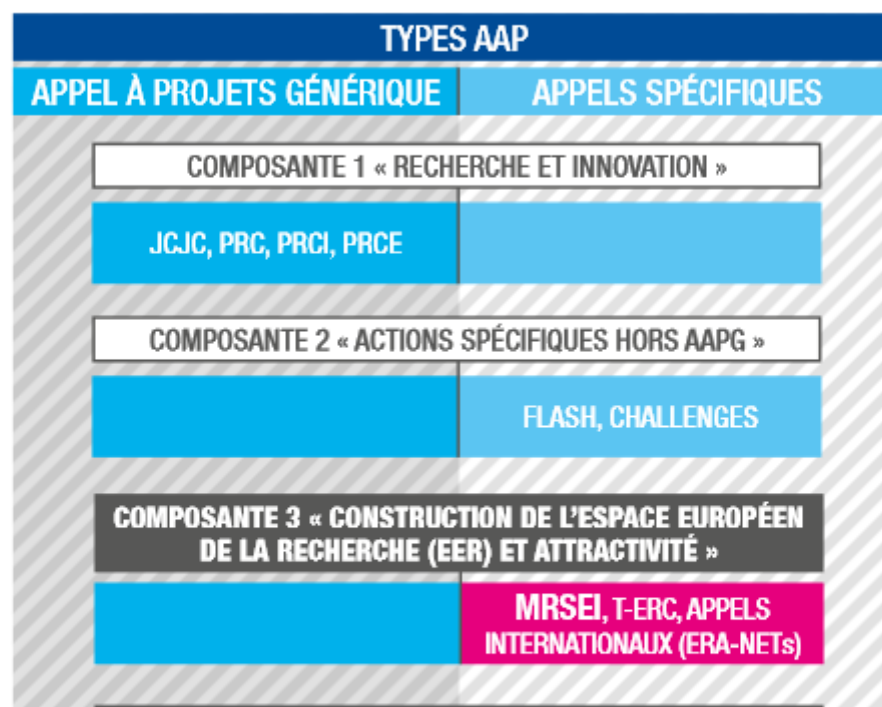 TYPES AAP
APPEL À PROJETS GÉNÉRIQUE
APPELS SPÉCIFIQUES
COMPOSANTE 1 « RECHERCHE ET INNOVATION »
JCJC, PRC, PRCI, PRCE
COMPOSANTE 2 « ACTIONS SPÉCIFIQUES HORS AAPG »
FLASH, CHALLENGES
COMPOSANTE 3 « CONSTRUCTION DE L'ESPACE EUROPÉEN
DE LA RECHERCHE (EER) ET ATTRACTIVITÉ »
MRSEI, T-ERC, APPELS
INTERNATIONAUX (ERA-NETs)